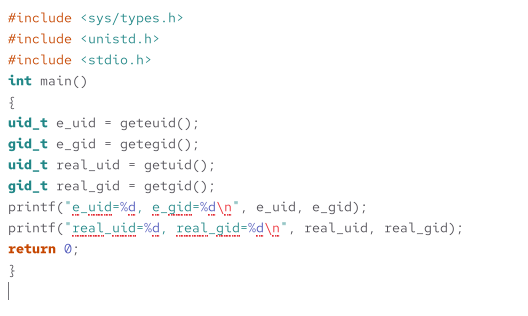 #include <sys/types.h>
#include <unistd.h>
#include <stdio.h>
int main()
{
uid_t e_uid = geteuid();
gid_t e_gid = getegid();
uid_t real_uid = getuid();
gid_t real_gid = getgid();
printf("e_uid=%d, e_gid=%d\n", e_uid, e_gid);
printf("real_uid=%d, real_gid=%d\n", real_uid, real_gid);
return 0;
}